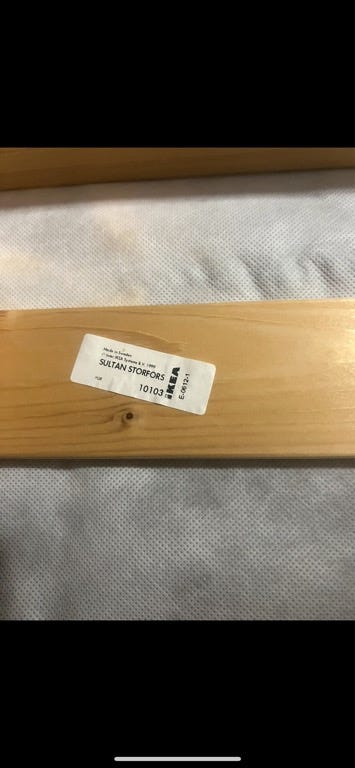 Made in Sweden
© Inter IKEA Systems B.V. 1999
SULTAN STORFORS
10103
IKEA
E-0612-1